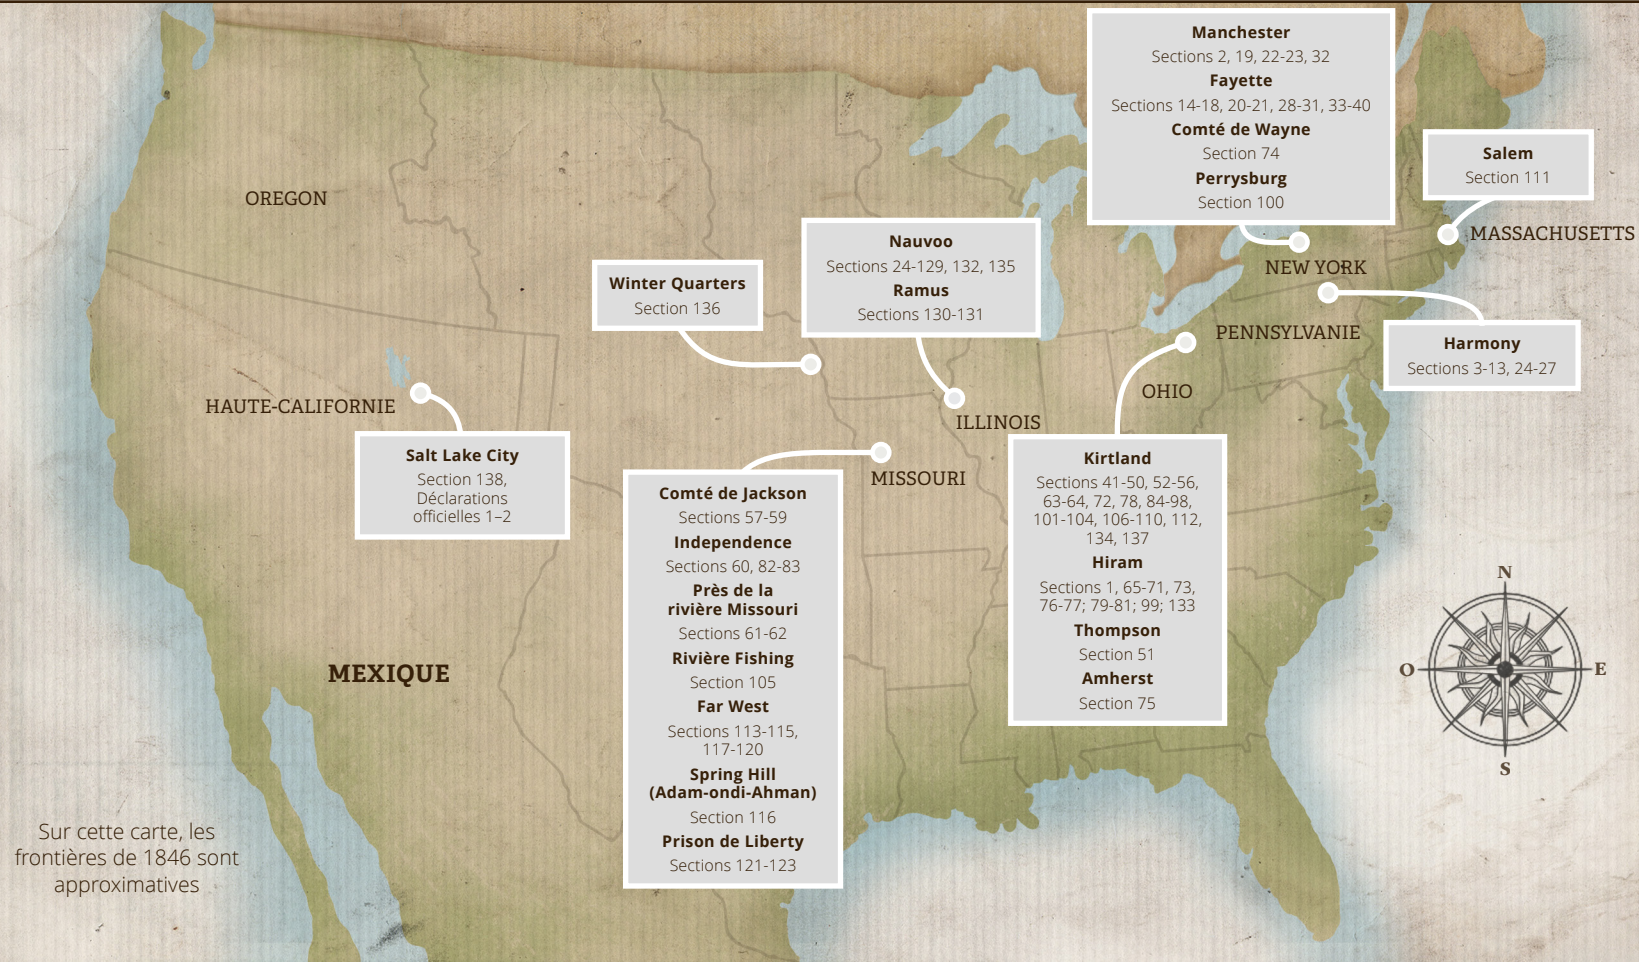 Manchester
Sections 2, 19, 22-23, 32
Fayette
Sections 14-18, 20-21, 28-31, 33-40
Comté de Wayne
Section 74
Perrysburg
Section 100
Salem
Section 111
MASSACHUSETTS
NEW YORK
PENNSYLVANIE
Harmony
Sections 3-13, 24-27
OREGON
Nauvoo
Sections 24-129, 132, 135
Ramus
Sections 130-131
Winter Quarters
Section 136
OHIO
ILLINOIS
MISSOURI
HAUTE-CALIFORNIE
Salt Lake City
Section 138,
Déclarations
officielles 1–2
Comté de Jackson
Sections 57-59
Independence
Sections 60, 82-83
Près de la
rivière Missouri
Sections 61-62
Rivière Fishing
Section 105
Far West
Sections 113-115,
117-120
Spring Hill
(Adam-ondi-Ahman)
Section 116
Prison de Liberty
Sections 121-123
Kirtland
Sections 41-50, 52-56,
63-64, 72, 78, 84-98,
101-104, 106-110, 112,
134, 137
Hiram
Sections 1, 65-71, 73,
76-77; 79-81; 99; 133
Thompson
Section 51
Amherst
Section 75
MEXIQUE
N
O
E
S
Sur cette carte, les
frontières de 1846 sont
approximatives